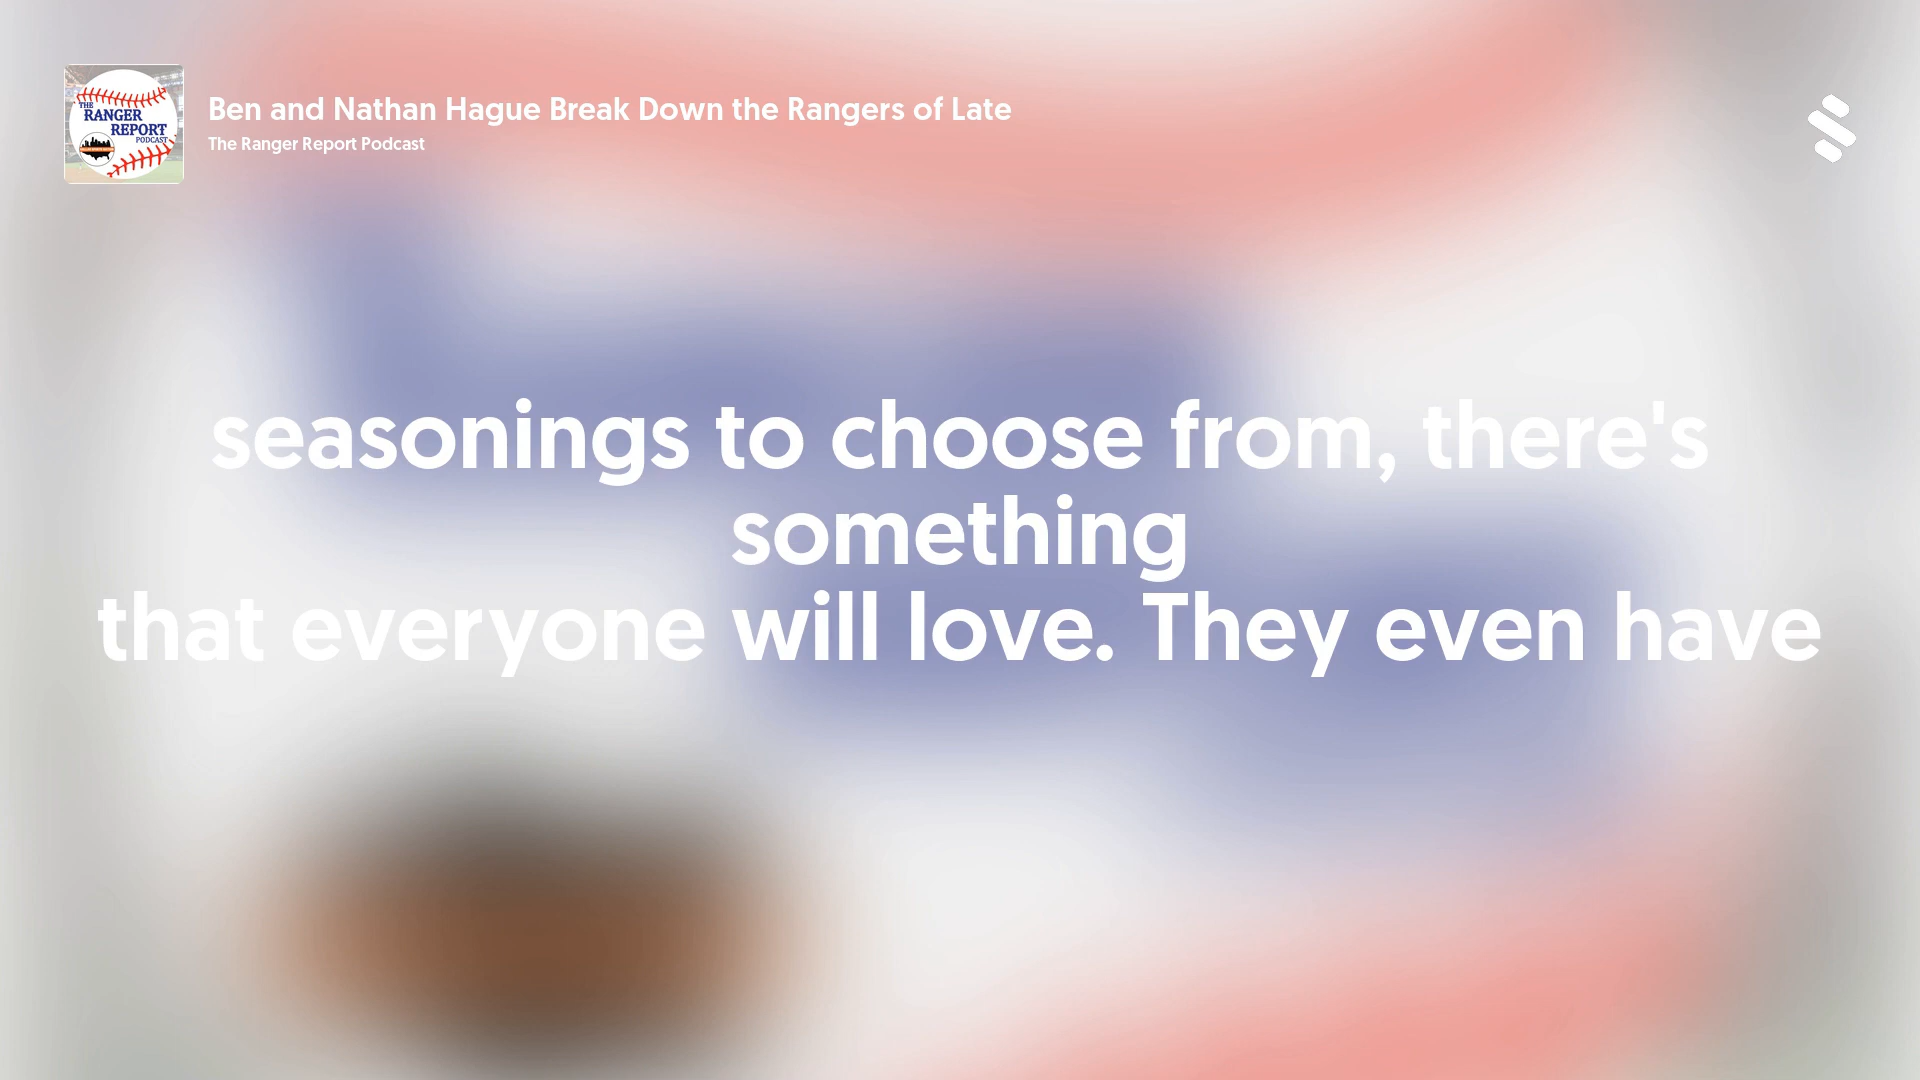 THE
RANGER
REPORT
PODCAST
Ben and Nathan Hague Break Down the Rangers of Late
The Ranger Report Podcast
seasonings to choose from, there's
something
that everyone will love. They even have